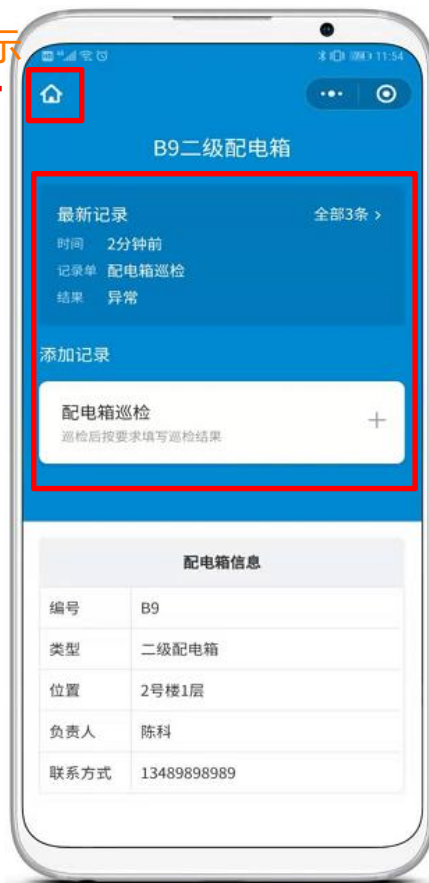 示
11:54
B9二级配电箱
最新记录 全部3条 >
时间 2分钟前
记录单 配电箱巡检
结果 异常
添加记录
配电箱巡检 +
巡检后按要求填写巡检结果
配电箱信息
编号 B9
类型 二级配电箱
位置 2号楼1层
负责人 陈科
联系方式 13489898989